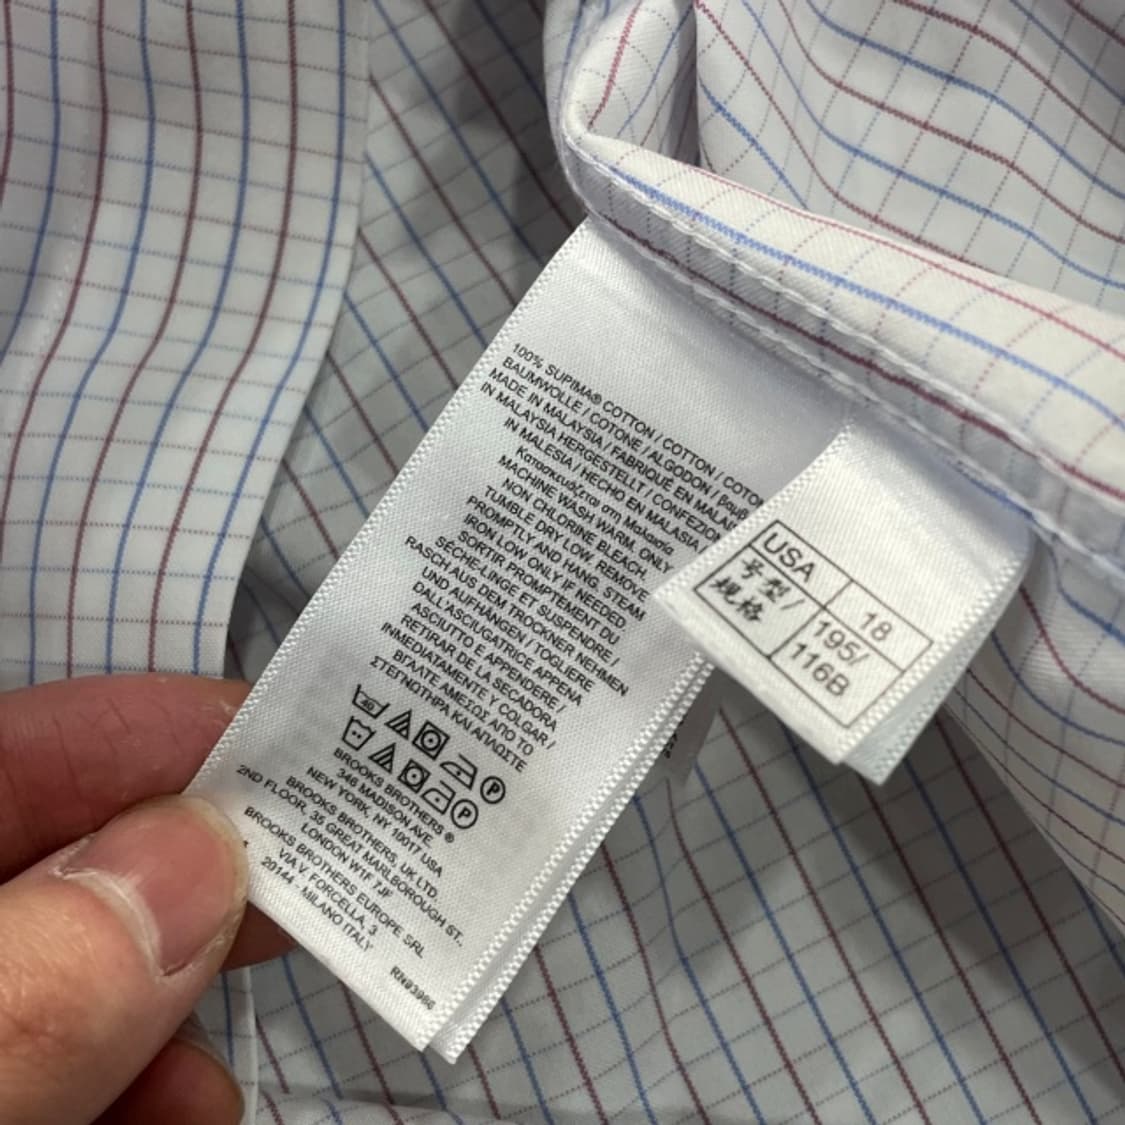 100% SUPIMA® COTTON / COTTON / COTON
BAUMWOLLE / COTONE / ALGODON /
MADE IN MALAYSIA / FABRIQUÉ EN
IN MALAYSIA HERGESTELLT / CONFEZION
IN MALESIA / HECHO EN MALASIA
Κατασκευάζεται στη Μαλαισία
MACHINE WASH WARM, ONLY
NON CHLORINE BLEACH.
TUMBLE DRY LOW. REMOVE
PROMPTLY AND HANG. STEAM
IRON LOW ONLY IF NEEDED
SORTIR PROMPTEMENT DU
SÉCHE-LINGE ET SUSPENDRE /
RASCH AUS DEM TROCKNER NEHMEN
UND AUFHÄNGEN / TOGLIERE
DALL'ASCIUGATRICE APPENA
ASCIUTTO E APPENDERE /
RETIRAR DE LA SECADORA
INMEDIATAMENTE Y COLGAR /
ΒΓΑΛΤΕ ΑΜΕΣΩΣ ΑΠΟ ΤΟ
ΣΤΕΓΝΩΤΗΡΑ ΚΑΙ ΑΠΛΩΣΤΕ
40 P
P
BROOKS BROTHERS ®
346 MADISON AVE.
NEW YORK, NY 10017 USA
BROOKS BROTHERS, UK LTD.
2ND FLOOR, 35 GREAT MARLBOROUGH ST.,
LONDON W1F 7JF
BROOKS BROTHERS EUROPE SRL
VIA V FORCELLA, 3
20144 - MILANO ITALY
RN93986
USA 18
号型/ 195/
规格 116B